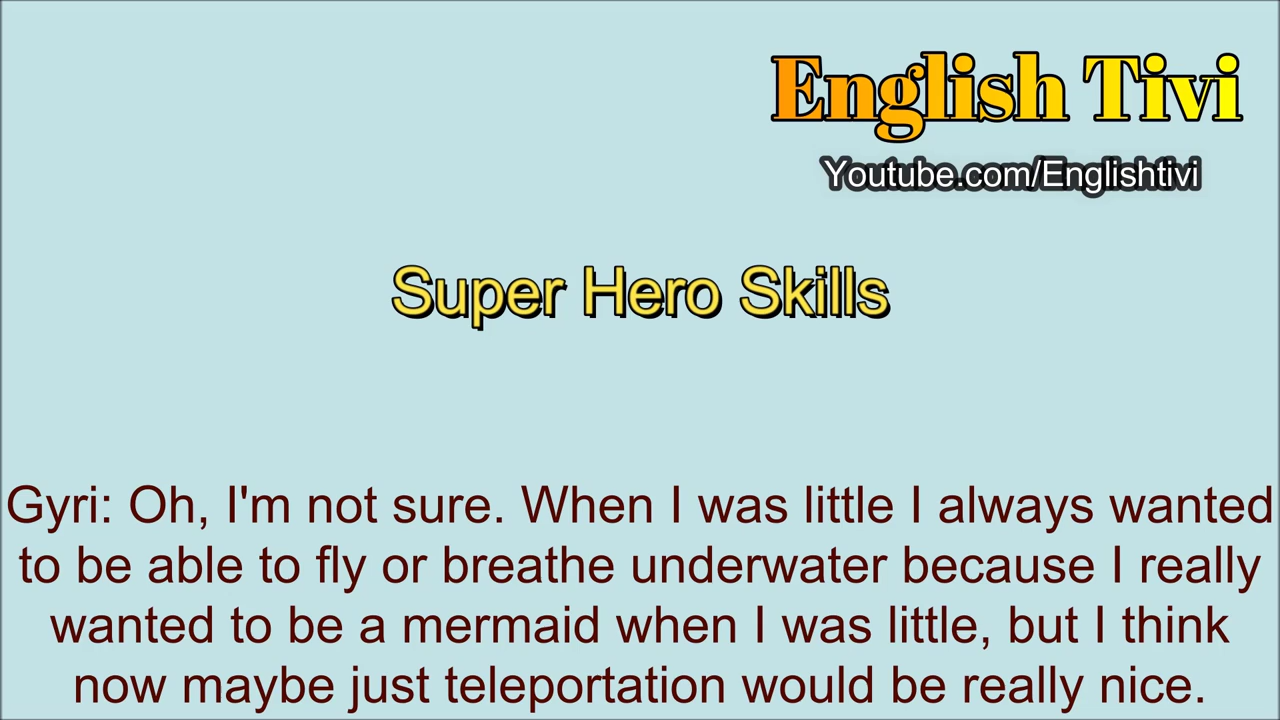 English Tivi
Youtube.com/Englishtivi
Super Hero Skills
Gyri: Oh, I'm not sure. When I was little I always wanted
to be able to fly or breathe underwater because I really
wanted to be a mermaid when I was little, but I think
now maybe just teleportation would be really nice.